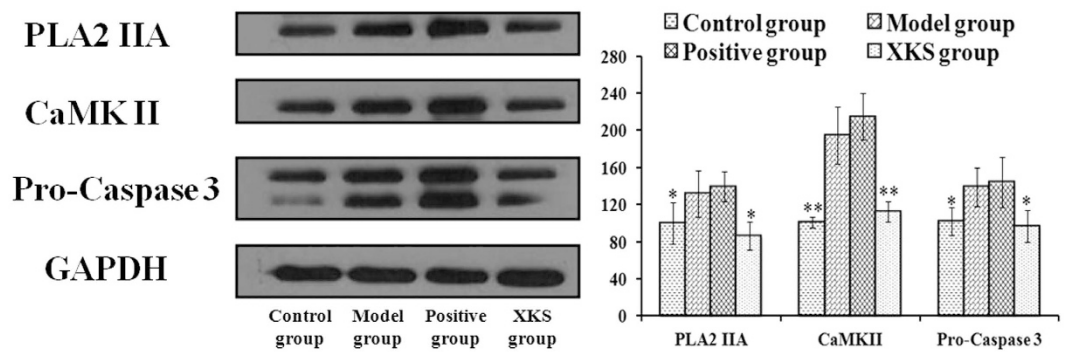 PLA2 IIA
CaMK II
Pro-Caspase 3
GAPDH
Control group
Model group
Positive group
XKS group
Control group
Model group
Positive group
XKS group
280
240
200
160
120
80
40
0
*
*
**
**
*
*
PLA2 IIA
CaMKII
Pro-Caspase 3